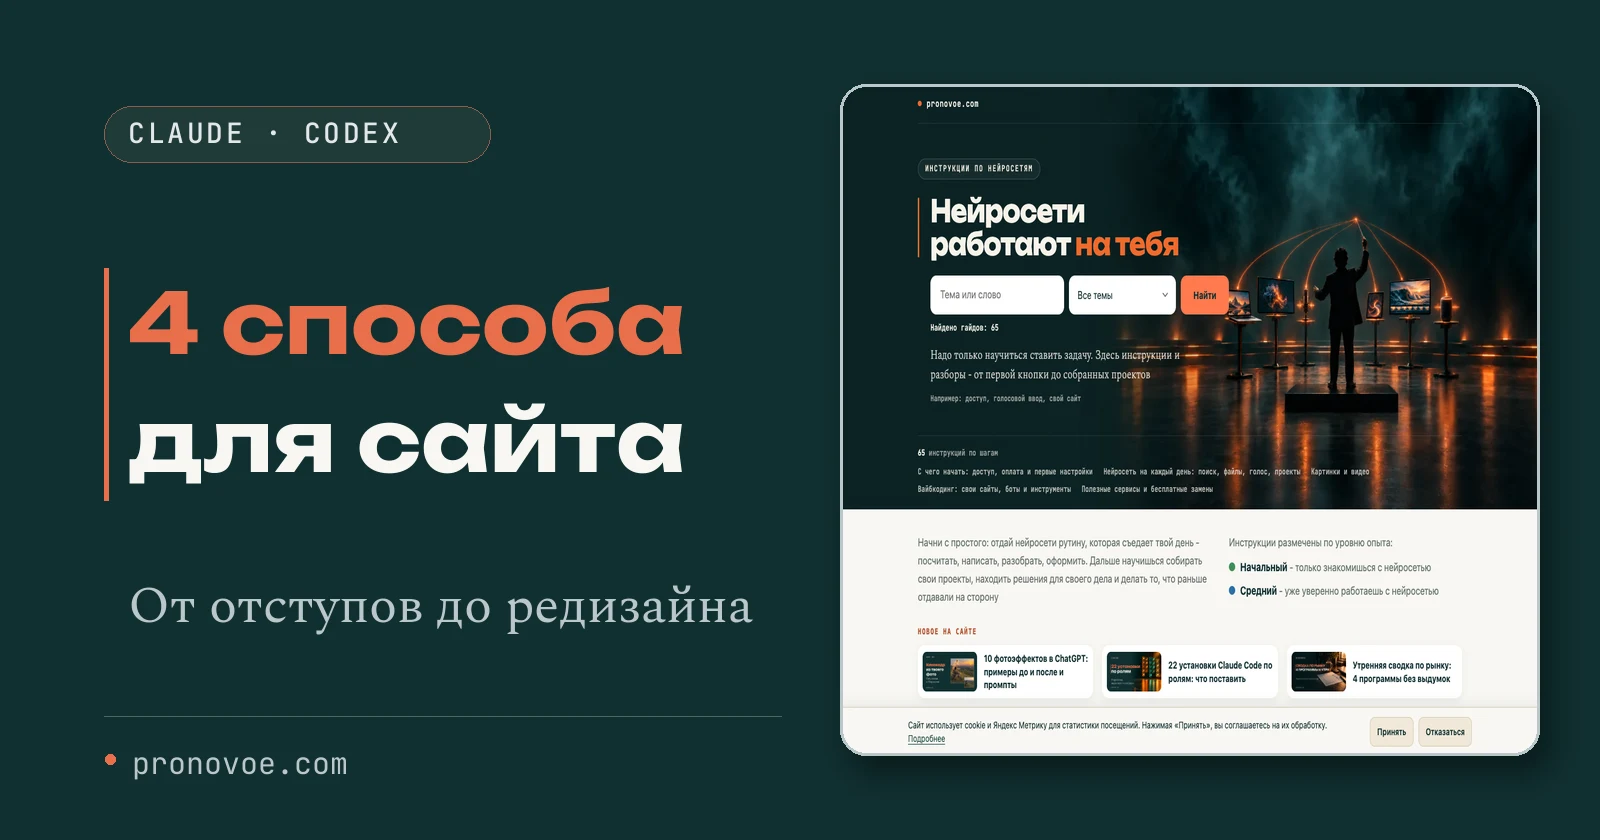 CLAUDE · CODEX
4 способа
для сайта
От отступов до редизайна
pronovoe.com
pronovoe.com
ИНСТРУКЦИИ ПО НЕЙРОСЕТЯМ
Нейросети
работают на тебя
Тема или слово
Все темы
Найти
Найдено гайдов: 65
Надо только научиться ставить задачу. Здесь инструкции и
разборы - от первой кнопки до собранных проектов
Например: доступ, голосовой ввод, свой сайт
65 инструкций по шагам
С чего начать: доступ, оплата и первые настройки Нейросеть на каждый день: поиск, файлы, голос, проекты Картинки и видео
Вайбкодинг: свои сайты, боты и инструменты Полезные сервисы и бесплатные замены
Начни с простого: отдай нейросети рутину, которая съедает твой день -
посчитать, написать, разобрать, оформить. Дальше научишься собирать
свои проекты, находить решения для своего дела и делать то, что раньше
отдавали на сторону
Инструкции размечены по уровню опыта:
Начальный - только знакомишься с нейросетью
Средний - уже уверенно работаешь с нейросетью
НОВОЕ НА САЙТЕ
10 фотоэффектов в ChatGPT:
примеры до и после и
промпты
22 установки Claude Code по
ролям: что поставить
Утренняя сводка по рынку:
4 программы без выдумок
Сайт использует cookie и Яндекс Метрику для статистики посещений. Нажимая «Принять», вы соглашаетесь на их обработку.
Подробнее
Принять
Отказаться